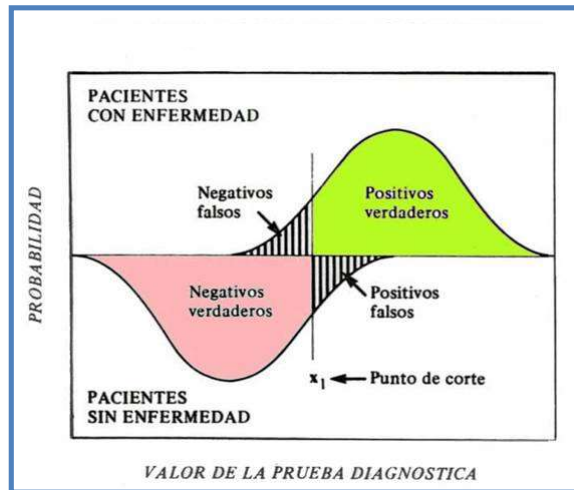 PACIENTES
CON ENFERMEDAD
Negativos
falsos
Positivos
verdaderos
PROBABILIDAD
Negativos
verdaderos
Positivos
falsos
x₁ ← Punto de corte
PACIENTES
SIN ENFERMEDAD
VALOR DE LA PRUEBA DIAGNOSTICA